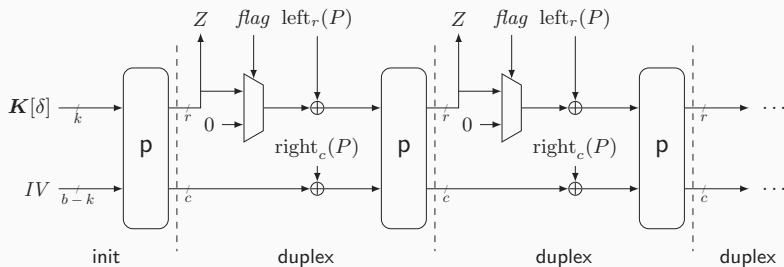 Z flag left_r(P) Z flag left_r(P)
K[δ] k r r r ···
0 0
p right_c(P) p right_c(P) p
IV b − k c c c ···
init duplex duplex duplex